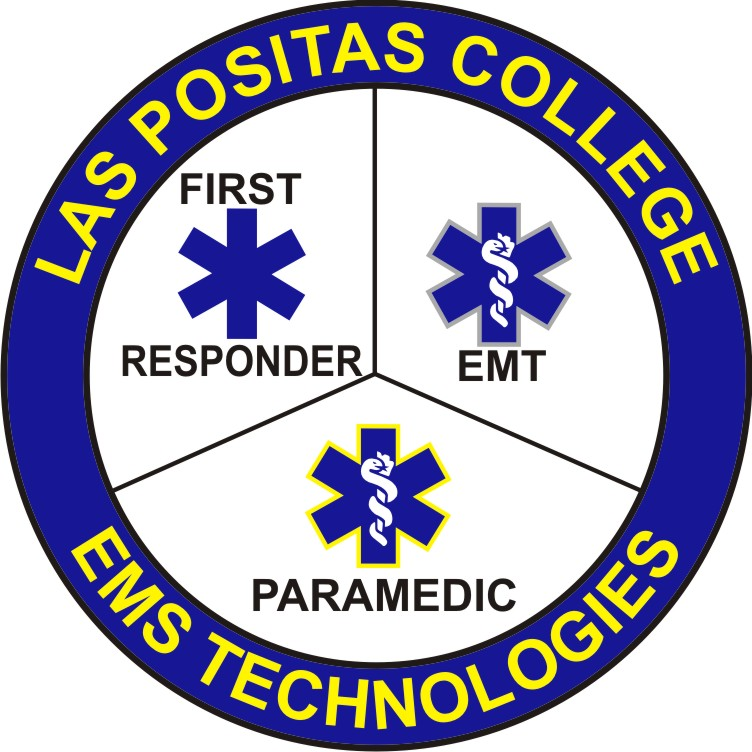 LAS POSITAS COLLEGE
FIRST
RESPONDER
EMT
PARAMEDIC
EMS TECHNOLOGIES